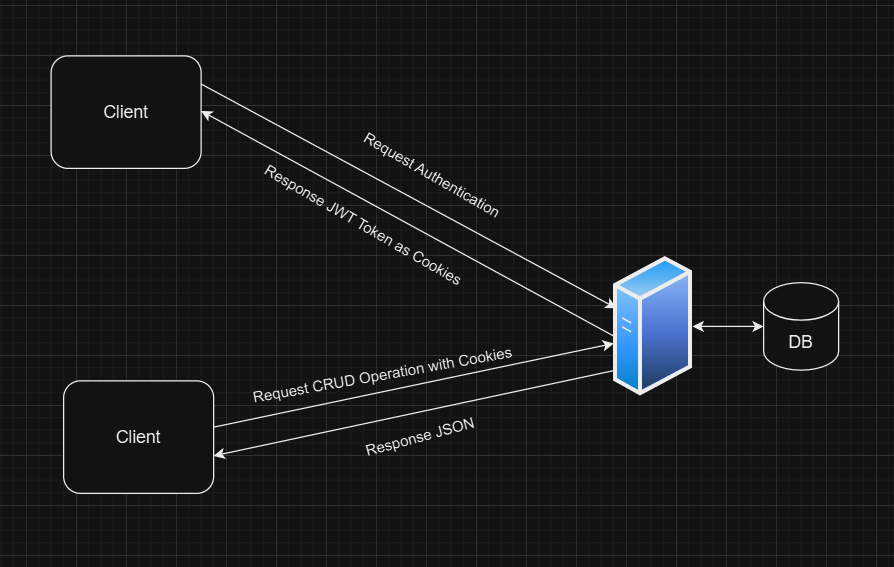 Client
Request Authentication
Response JWT Token as Cookies
DB
Request CRUD Operation with Cookies
Client
Response JSON